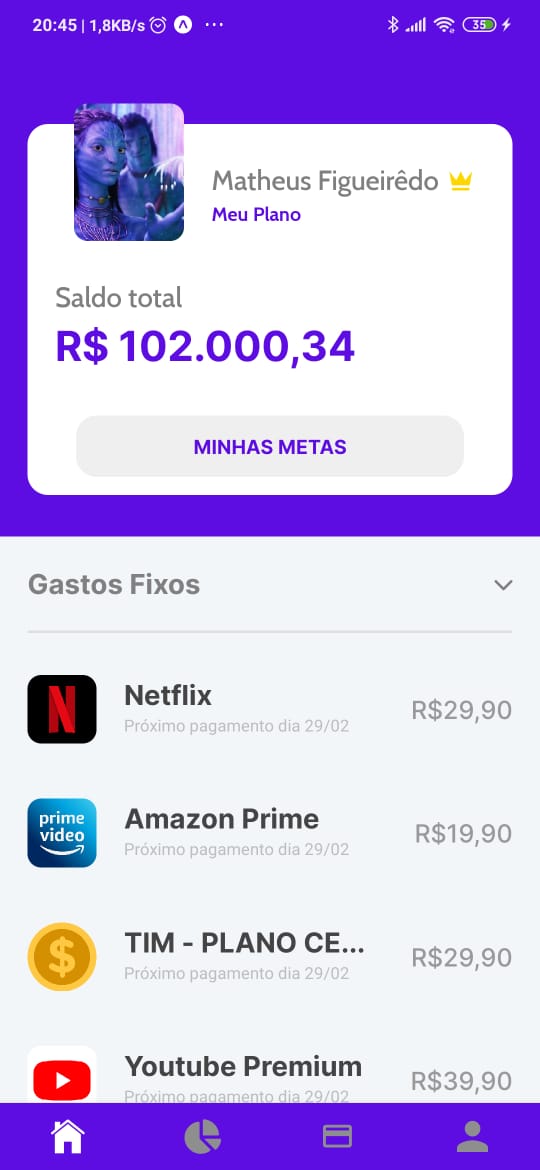 20:45 | 1,8KB/s ...
35
Matheus Figueirêdo
Meu Plano
Saldo total
R$ 102.000,34
MINHAS METAS
Gastos Fixos
N
Netflix
R$29,90
Próximo pagamento dia 29/02
prime
video
Amazon Prime
R$19,90
Próximo pagamento dia 29/02
$
TIM - PLANO CE...
R$29,90
Próximo pagamento dia 29/02
Youtube Premium
R$39,90
Próximo pagamento dia 29/02